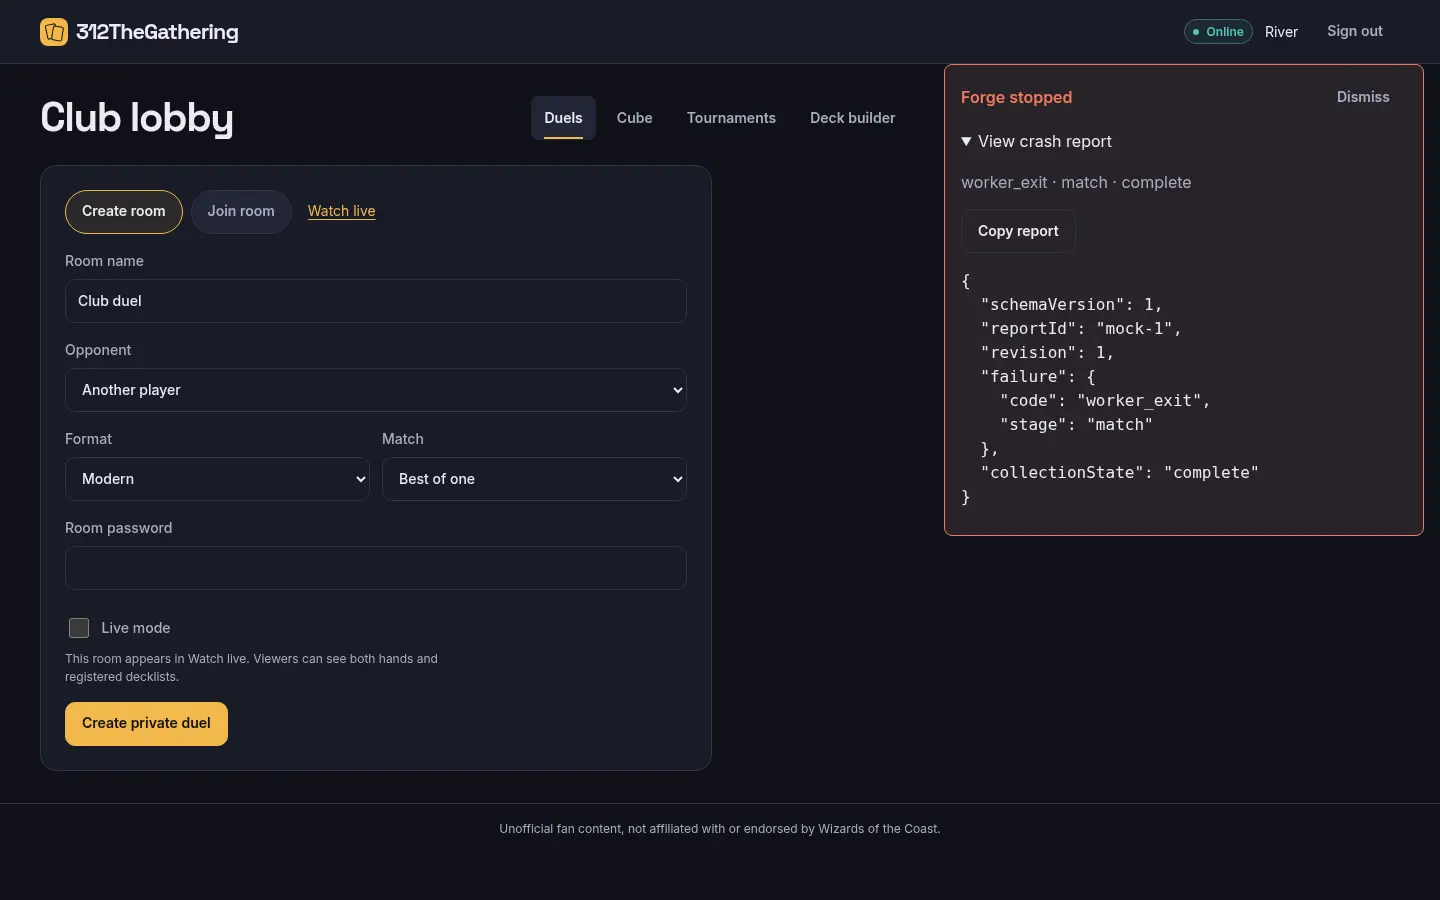 312TheGathering
Online
River
Sign out
Club lobby
Duels
Cube
Tournaments
Deck builder
Create room
Join room
Watch live
Room name
Club duel
Opponent
Another player
Format
Match
Modern
Best of one
Room password
Live mode
This room appears in Watch live. Viewers can see both hands and
registered decklists.
Create private duel
Forge stopped
Dismiss
▼ View crash report
worker_exit · match · complete
Copy report
{
  "schemaVersion": 1,
  "reportId": "mock-1",
  "revision": 1,
  "failure": {
    "code": "worker_exit",
    "stage": "match"
  },
  "collectionState": "complete"
}
Unofficial fan content, not affiliated with or endorsed by Wizards of the Coast.